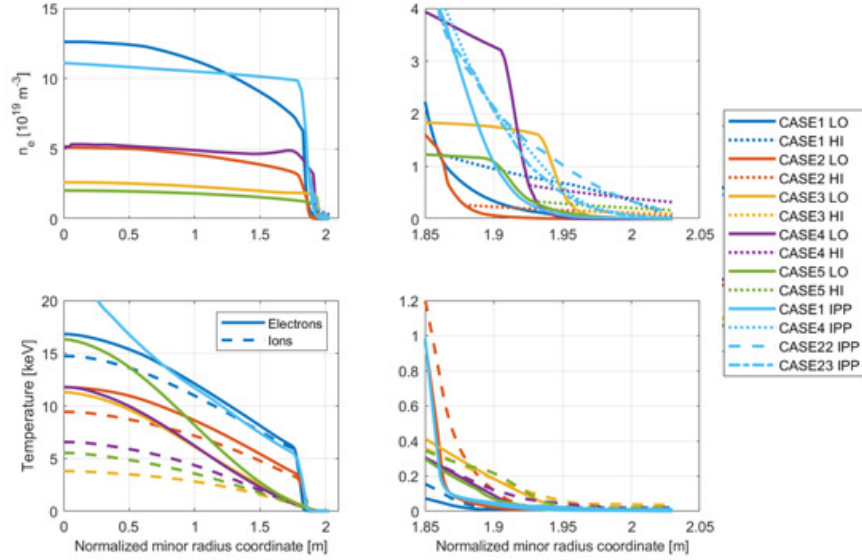 15
10
5
0
n_e [10^19 m^-3]
0 0.5 1 1.5 2
4
3
2
1
0
1.85 1.9 1.95 2 2.05
CASE1 LO
CASE1 HI
CASE2 LO
CASE2 HI
CASE3 LO
CASE3 HI
CASE4 LO
CASE4 HI
CASE5 LO
CASE5 HI
CASE1 IPP
CASE4 IPP
CASE22 IPP
CASE23 IPP
20
15
10
5
0
Temperature [keV]
Electrons
Ions
0 0.5 1 1.5 2
Normalized minor radius coordinate [m]
1.2
1
0.8
0.6
0.4
0.2
0
1.85 1.9 1.95 2 2.05
Normalized minor radius coordinate [m]